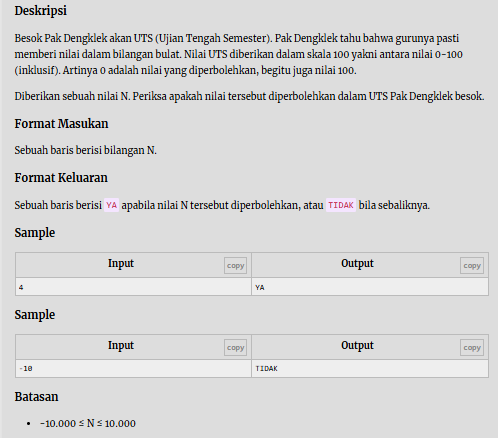 Deskripsi
Besok Pak Dengklek akan UTS (Ujian Tengah Semester). Pak Dengklek tahu bahwa gurunya pasti
memberi nilai dalam bilangan bulat. Nilai UTS diberikan dalam skala 100 yakni antara nilai 0-100
(inklusif). Artinya 0 adalah nilai yang diperbolehkan, begitu juga nilai 100.
Diberikan sebuah nilai N. Periksa apakah nilai tersebut diperbolehkan dalam UTS Pak Dengklek besok.
Format Masukan
Sebuah baris berisi bilangan N.
Format Keluaran
Sebuah baris berisi YA apabila nilai N tersebut diperbolehkan, atau TIDAK bila sebaliknya.
Sample
Input copy Output copy
4 YA
Sample
Input copy Output copy
-10 TIDAK
Batasan
• -10.000 ≤ N ≤ 10.000